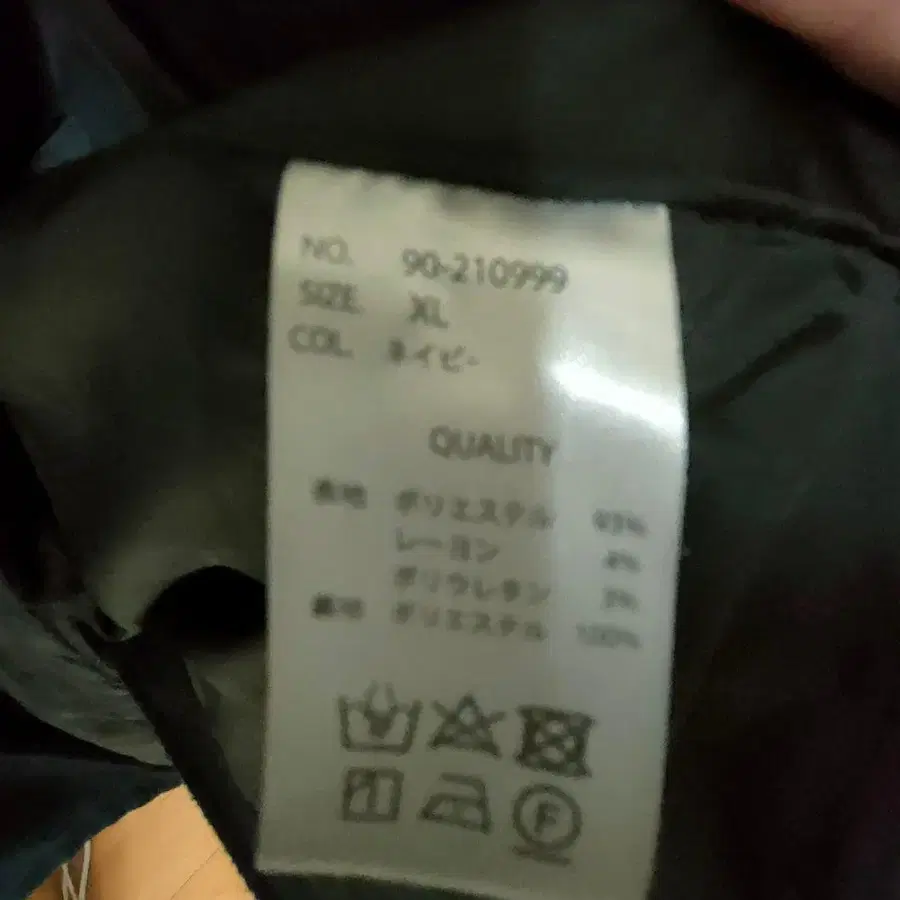 NO. 90-210999
SIZE XL
COL. ネイビー
QUALITY
表地 ポリエステル 93%
レーヨン 4%
ポリウレタン 3%
裏地 ポリエステル 100%
F